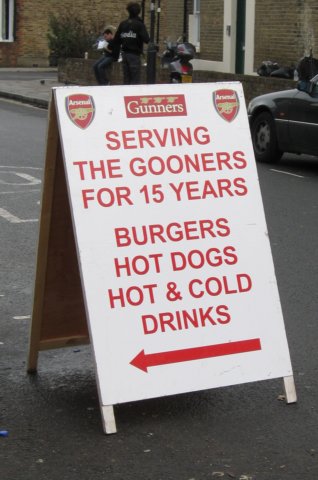 Arsenal Gunners Arsenal
SERVING
THE GOONERS
FOR 15 YEARS
BURGERS
HOT DOGS
HOT & COLD
DRINKS